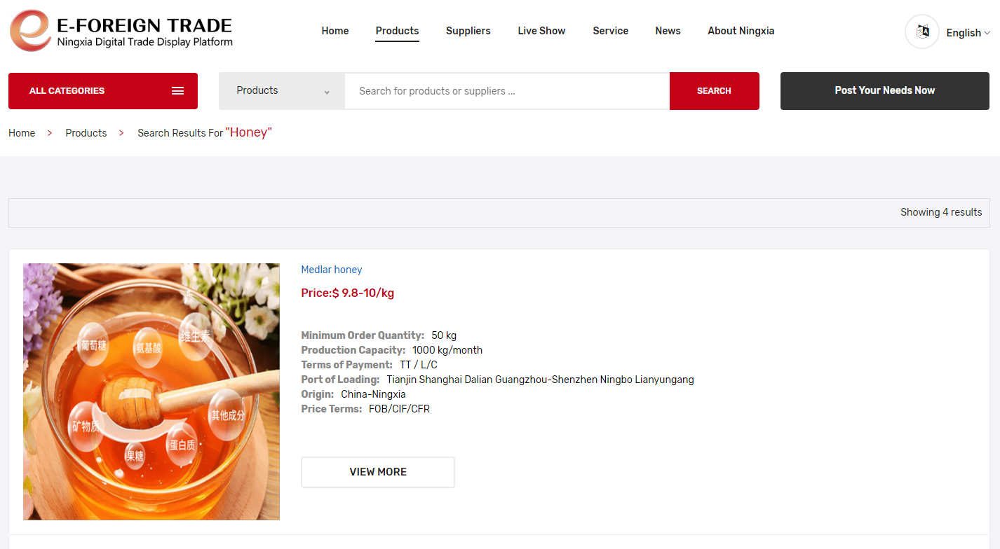 E-FOREIGN TRADE
Ningxia Digital Trade Display Platform
Home Products Suppliers Live Show Service News About Ningxia
English
ALL CATEGORIES
Products
Search for products or suppliers ...
SEARCH
Post Your Needs Now
Home > Products > Search Results For "Honey"
Showing 4 results
Medlar honey
Price:$ 9.8-10/kg
Minimum Order Quantity: 50 kg
Production Capacity: 1000 kg/month
Terms of Payment: TT / L/C
Port of Loading: Tianjin Shanghai Dalian Guangzhou-Shenzhen Ningbo Lianyungang
Origin: China-Ningxia
Price Terms: FOB/CIF/CFR
VIEW MORE
葡萄糖
氨基酸
维生素
矿物质
果糖
蛋白质
其他成分